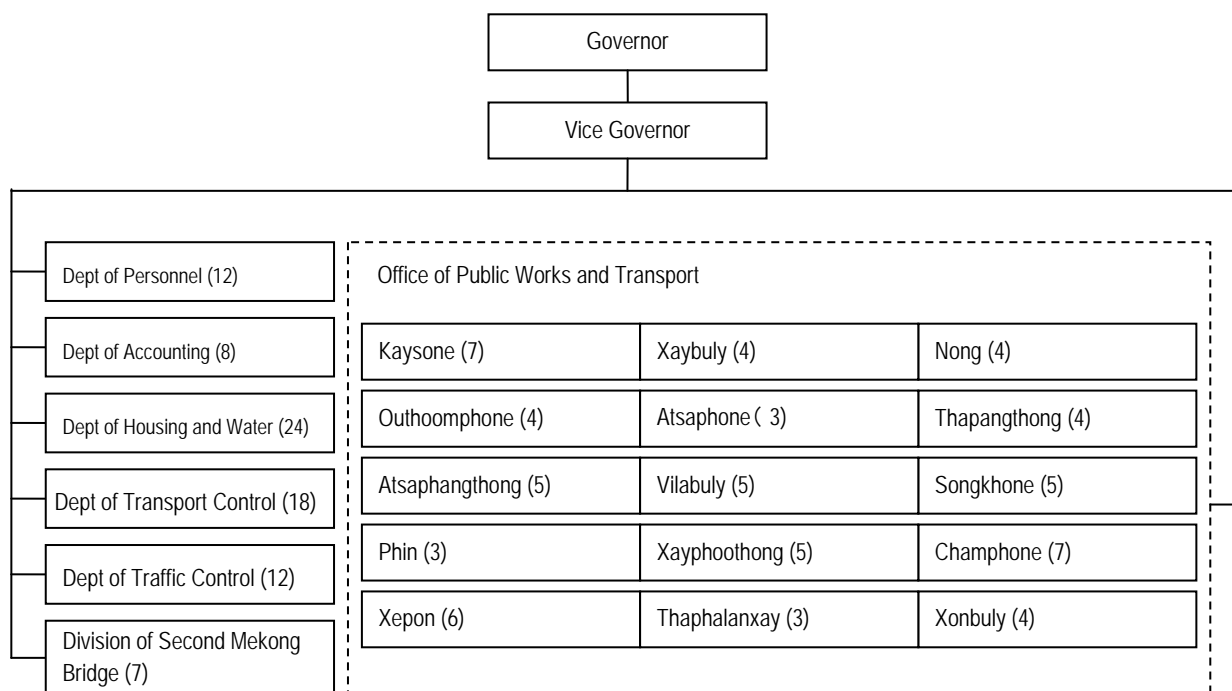 Governor
Vice Governor
Dept of Personnel (12)
Dept of Accounting (8)
Dept of Housing and Water (24)
Dept of Transport Control (18)
Dept of Traffic Control (12)
Division of Second Mekong
Bridge (7)
Office of Public Works and Transport
Kaysone (7) Xaybuly (4) Nong (4)
Outhoomphone (4) Atsaphone（ 3) Thapangthong (4)
Atsaphangthong (5) Vilabuly (5) Songkhone (5)
Phin (3) Xayphoothong (5) Champhone (7)
Xepon (6) Thaphalanxay (3) Xonbuly (4)